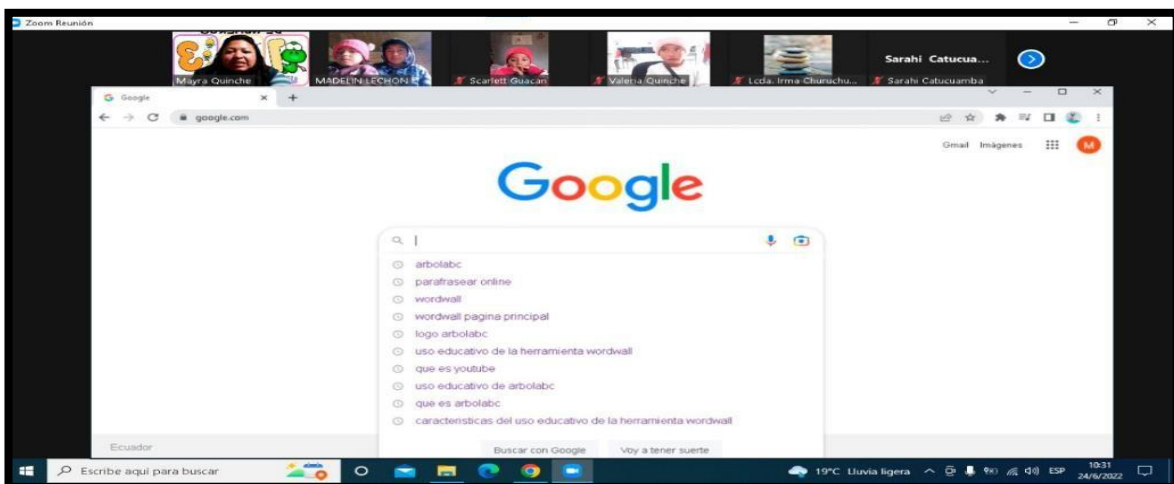 Zoom Reunión
Mayra Quinche
MADELIN LECHON
Scarlett Guacan
Valeria Quinche
Lcda. Irma Churuchu...
Sarahi Catucua...
Sarahi Catucuamba
Google
google.com
Gmail Imágenes
M
Google
arbolabc
parafrasear online
wordwall
wordwall pagina principal
logo arbolabc
uso educativo de la herramienta wordwall
que es youtube
uso educativo de arbolabc
que es arbolabc
caracteristicas del uso educativo de la herramienta wordwall
Ecuador
Buscar con Google Voy a tener suerte
Escribe aquí para buscar
19°C Lluvia ligera
ESP
10:31
24/6/2022